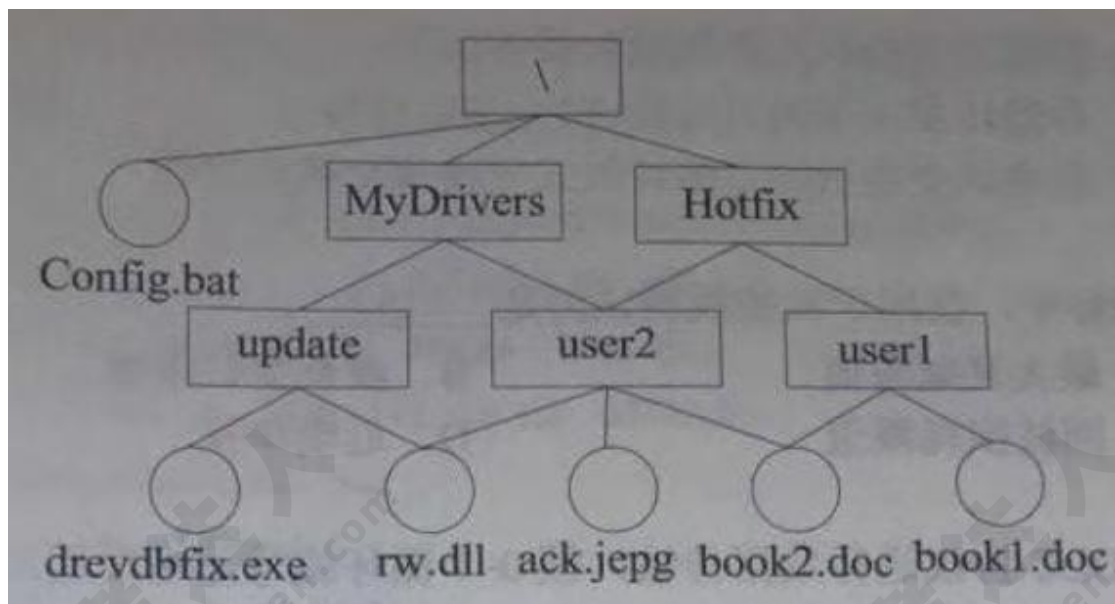 \
MyDrivers Hotfix
Config.bat
update user2 user1
drevdbfix.exe rw.dll ack.jepg book2.doc book1.doc